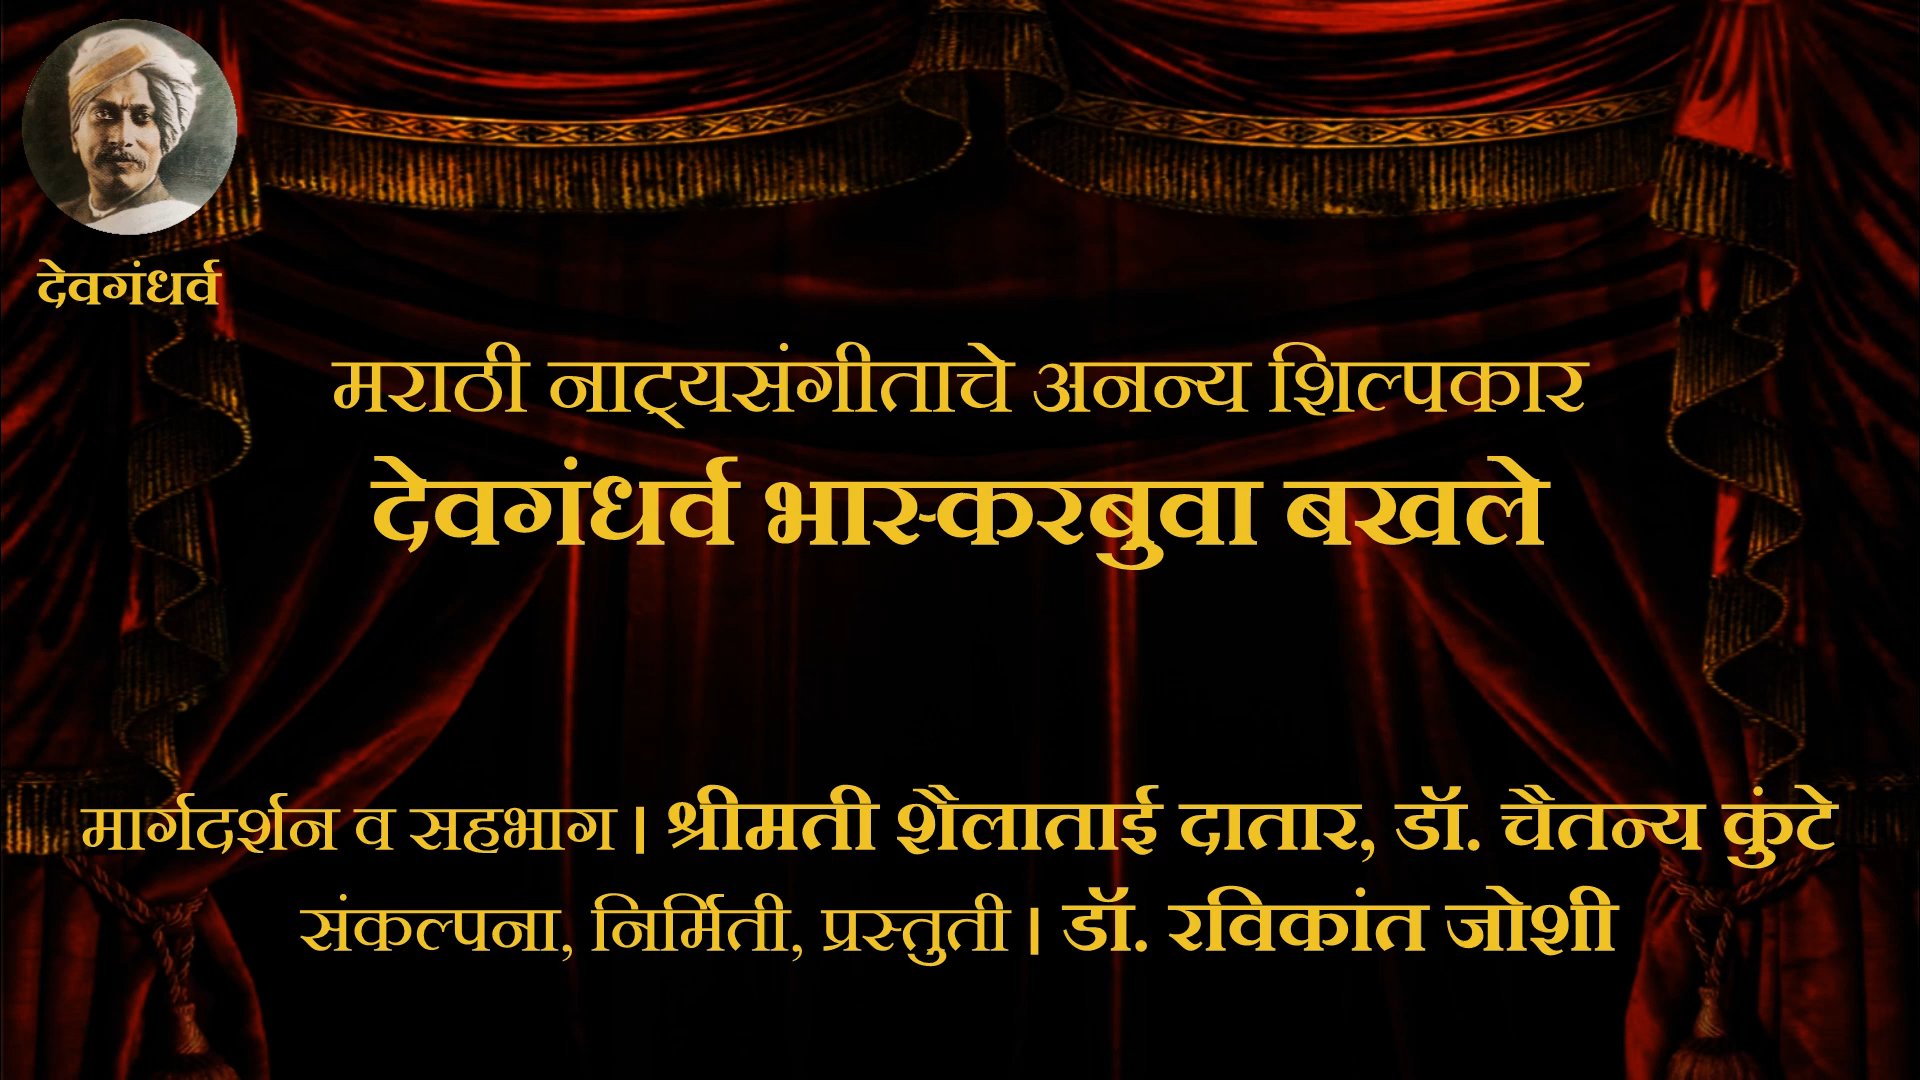 देवगंधर्व
मराठी नाट्यसंगीताचे अनन्य शिल्पकार
देवगंधर्व भास्करबुवा बखले
मार्गदर्शन व सहभाग | श्रीमती शैलाताई दातार, डॉ. चैतन्य कुंटे
संकल्पना, निर्मिती, प्रस्तुती | डॉ. रविकांत जोशी